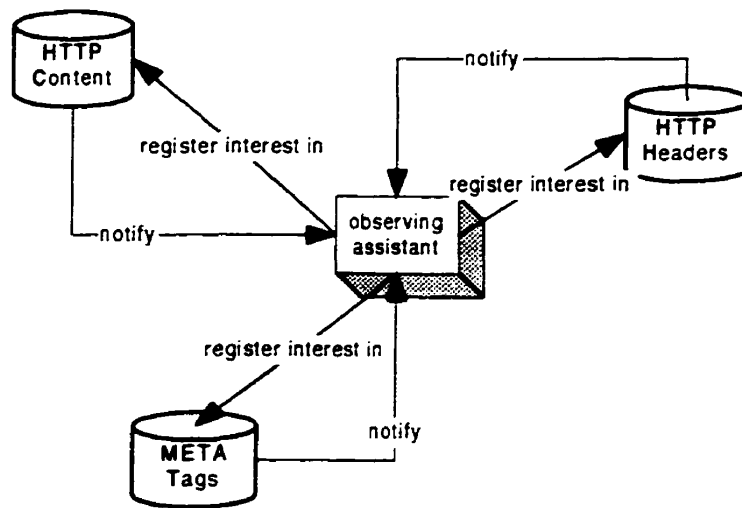 HTTP
Content
notify
HTTP
Headers
register interest in
register interest in
observing
assistant
notify
register interest in
notify
META
Tags